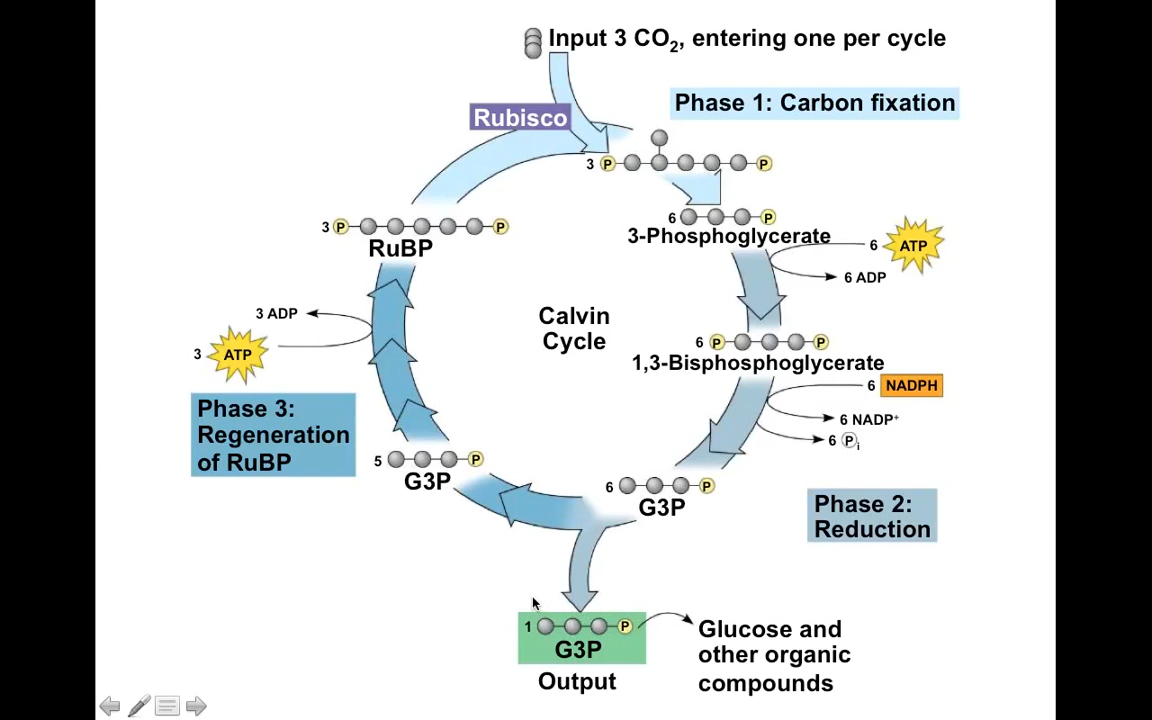 Input 3 CO₂, entering one per cycle
Phase 1: Carbon fixation
Rubisco
3 P P
3 P P
RuBP
6 P
3-Phosphoglycerate
6 ATP
6 ADP
3 ADP
3 ATP
Calvin
Cycle
6 P P
1,3-Bisphosphoglycerate
6 NADPH
6 NADP⁺
6 Pᵢ
Phase 3:
Regeneration
of RuBP
5 P
G3P
6 P
G3P
Phase 2:
Reduction
1 P
G3P
Output
Glucose and
other organic
compounds